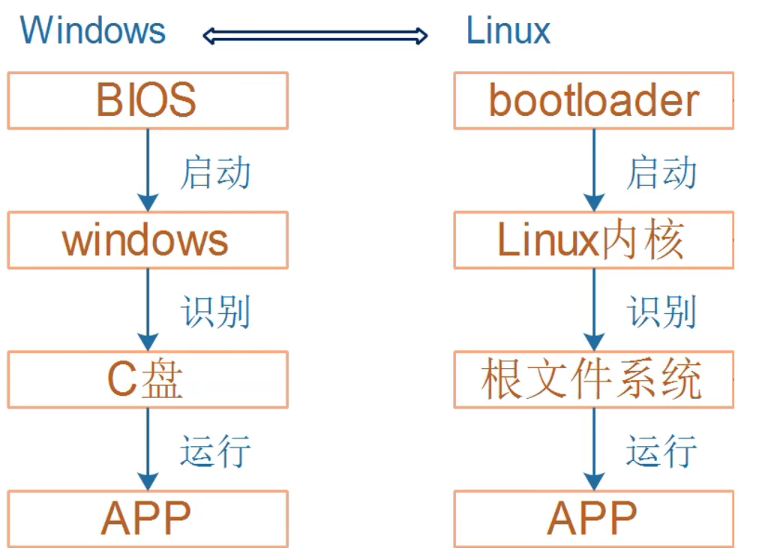 Windows
Linux
BIOS
bootloader
启动
启动
windows
Linux内核
识别
识别
C盘
根文件系统
运行
运行
APP
APP